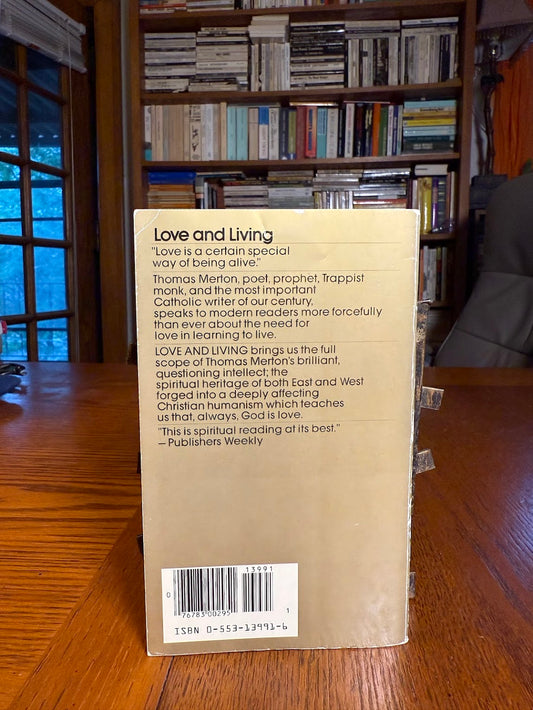 Love and Living
"Love is a certain special
way of being alive."
Thomas Merton, poet, prophet, Trappist
monk, and the most important
Catholic writer of our century,
speaks to modern readers more forcefully
than ever about the need for
love in learning to live.
LOVE AND LIVING brings us the full
scope of Thomas Merton's brilliant,
questioning intellect; the
spiritual heritage of both East and West
forged into a deeply affecting
Christian humanism which teaches
us that, always, God is love.
"This is spiritual reading at its best."
— Publishers Weekly
13991
0
76783 00295
1
ISBN 0-553-13991-6